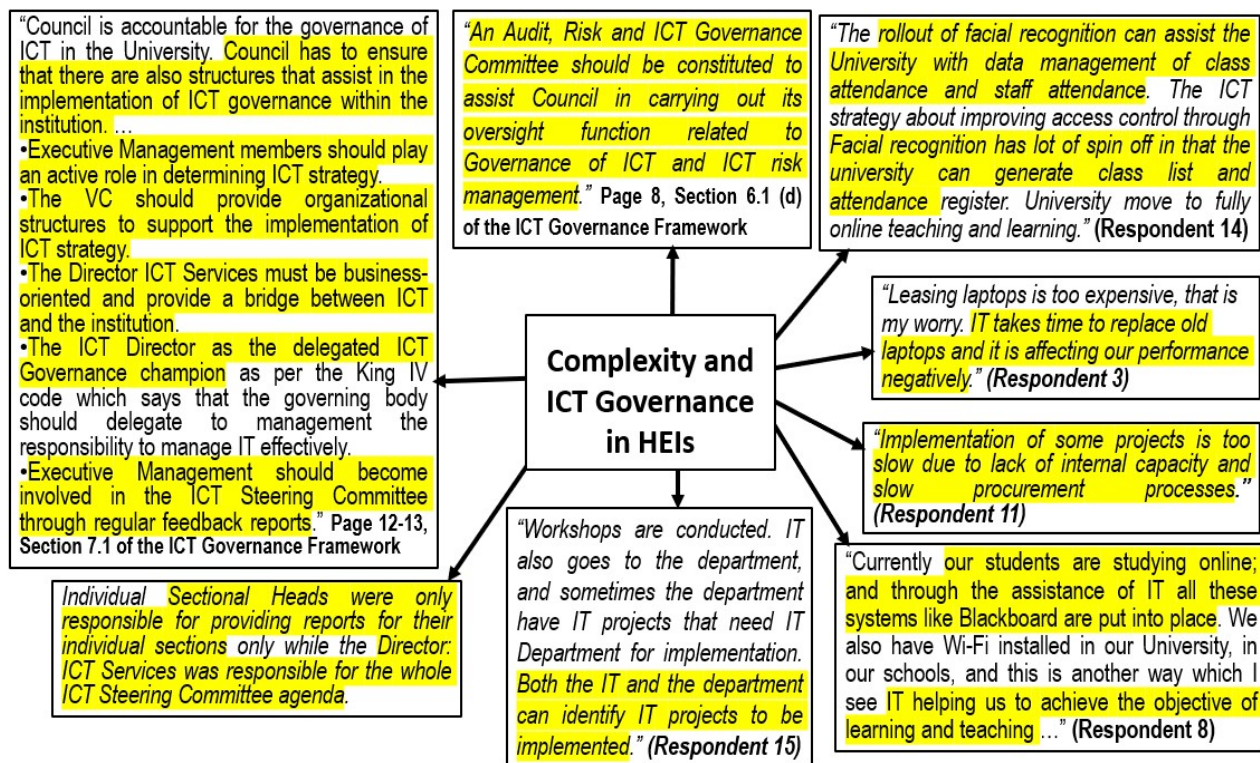 “Council is accountable for the governance of
ICT in the University. Council has to ensure
that there are also structures that assist in the
implementation of ICT governance within the
institution. …
•Executive Management members should play
an active role in determining ICT strategy.
•The VC should provide organizational
structures to support the implementation of
ICT strategy.
•The Director ICT Services must be business-
oriented and provide a bridge between ICT
and the institution.
•The ICT Director as the delegated ICT
Governance champion as per the King IV
code which says that the governing body
should delegate to management the
responsibility to manage IT effectively.
•Executive Management should become
involved in the ICT Steering Committee
through regular feedback reports.” Page 12-13,
Section 7.1 of the ICT Governance Framework
“An Audit, Risk and ICT Governance
Committee should be constituted to
assist Council in carrying out its
oversight function related to
Governance of ICT and ICT risk
management.” Page 8, Section 6.1 (d)
of the ICT Governance Framework
“The rollout of facial recognition can assist the
University with data management of class
attendance and staff attendance. The ICT
strategy about improving access control through
Facial recognition has lot of spin off in that the
university can generate class list and
attendance register. University move to fully
online teaching and learning.” (Respondent 14)
“Leasing laptops is too expensive, that is
my worry. IT takes time to replace old
laptops and it is affecting our performance
negatively.” (Respondent 3)
Complexity and
ICT Governance
in HEIs
“Implementation of some projects is too
slow due to lack of internal capacity and
slow procurement processes.”
(Respondent 11)
“Currently our students are studying online;
and through the assistance of IT all these
systems like Blackboard are put into place. We
also have Wi-Fi installed in our University, in
our schools, and this is another way which I
see IT helping us to achieve the objective of
learning and teaching …” (Respondent 8)
“Workshops are conducted. IT
also goes to the department,
and sometimes the department
have IT projects that need IT
Department for implementation.
Both the IT and the department
can identify IT projects to be
implemented.” (Respondent 15)
Individual Sectional Heads were only
responsible for providing reports for their
individual sections only while the Director:
ICT Services was responsible for the whole
ICT Steering Committee agenda.